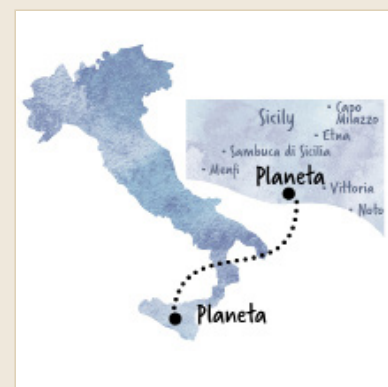 Sicily
• Capo
Milazzo
• Etna
• Sambuca di Sicilia
• Menfi
Planeta
• Vittoria
• Noto
Planeta